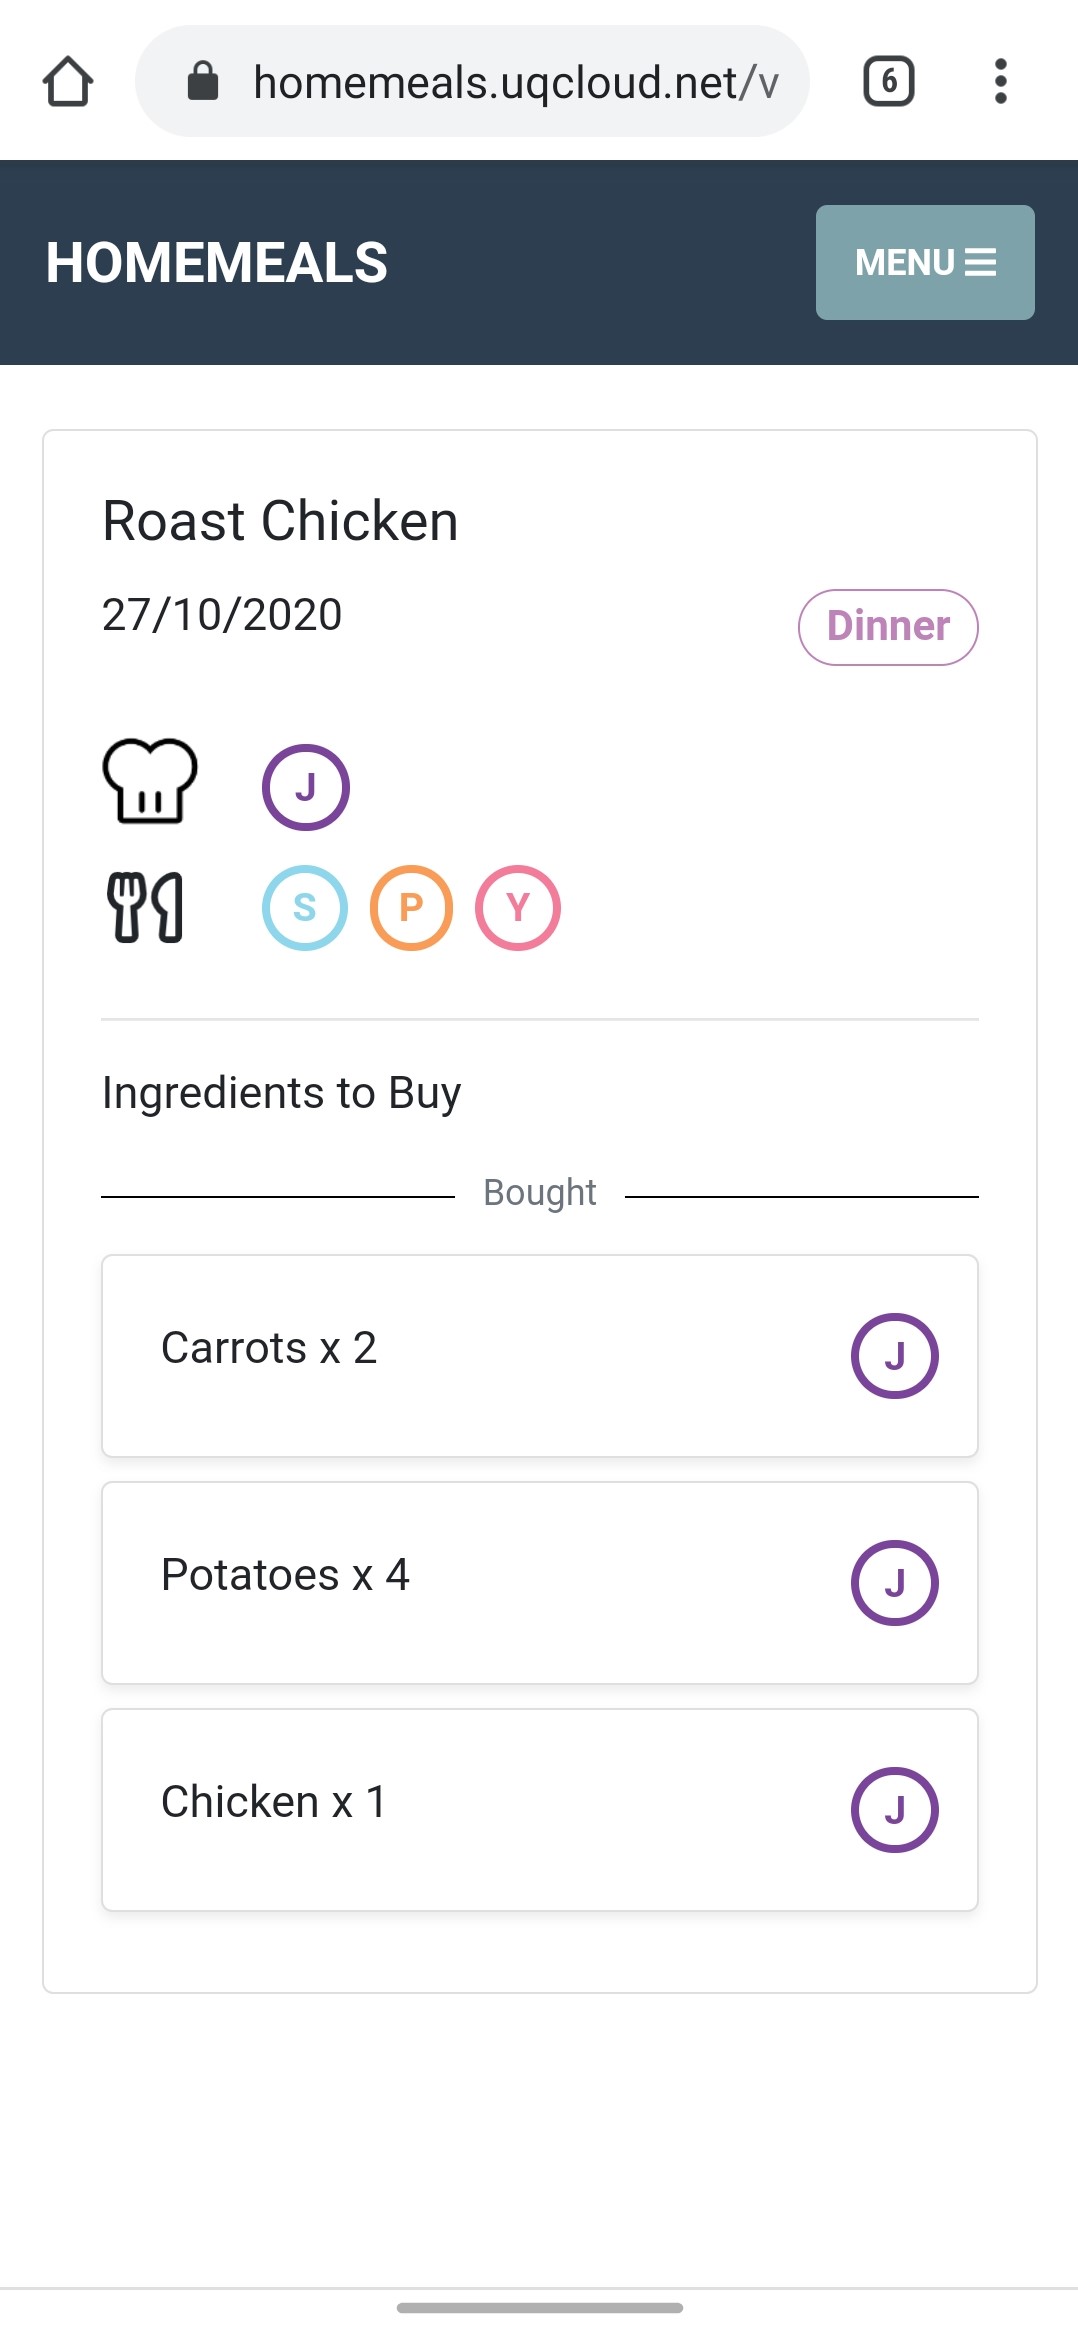 homemeals.uqcloud.net/v
6
HOMEMEALS
MENU
Roast Chicken
27/10/2020
Dinner
J
S P Y
Ingredients to Buy
Bought
Carrots x 2
J
Potatoes x 4
J
Chicken x 1
J